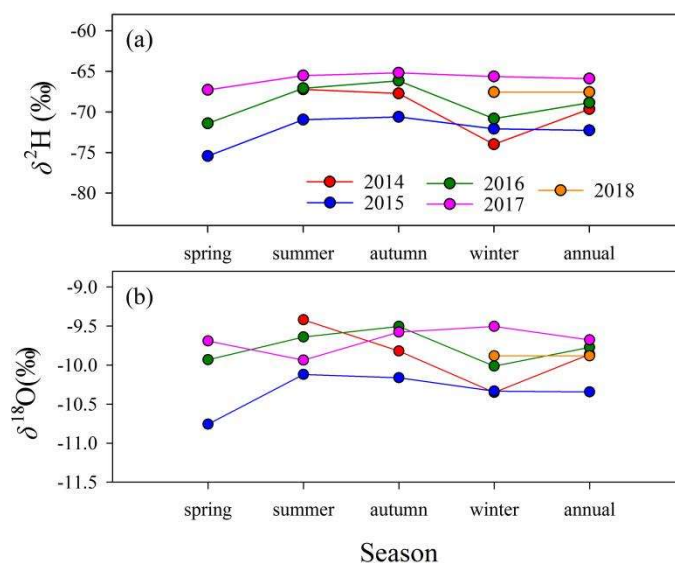 (a)
-60
-65
-70
-75
-80
δ²H (‰)
2014 2016 2018
2015 2017
spring summer autumn winter annual
(b)
-9.0
-9.5
-10.0
-10.5
-11.0
-11.5
δ¹⁸O(‰)
spring summer autumn winter annual
Season